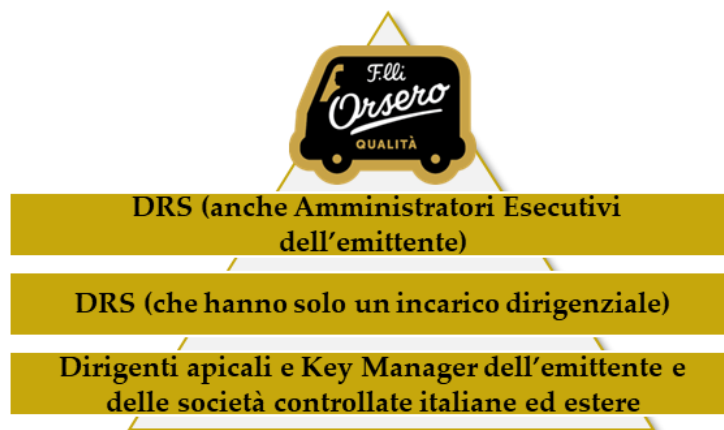 F.lli
Orsero
QUALITÀ
DRS (anche Amministratori Esecutivi
dell’emittente)
DRS (che hanno solo un incarico dirigenziale)
Dirigenti apicali e Key Manager dell’emittente e
delle società controllate italiane ed estere